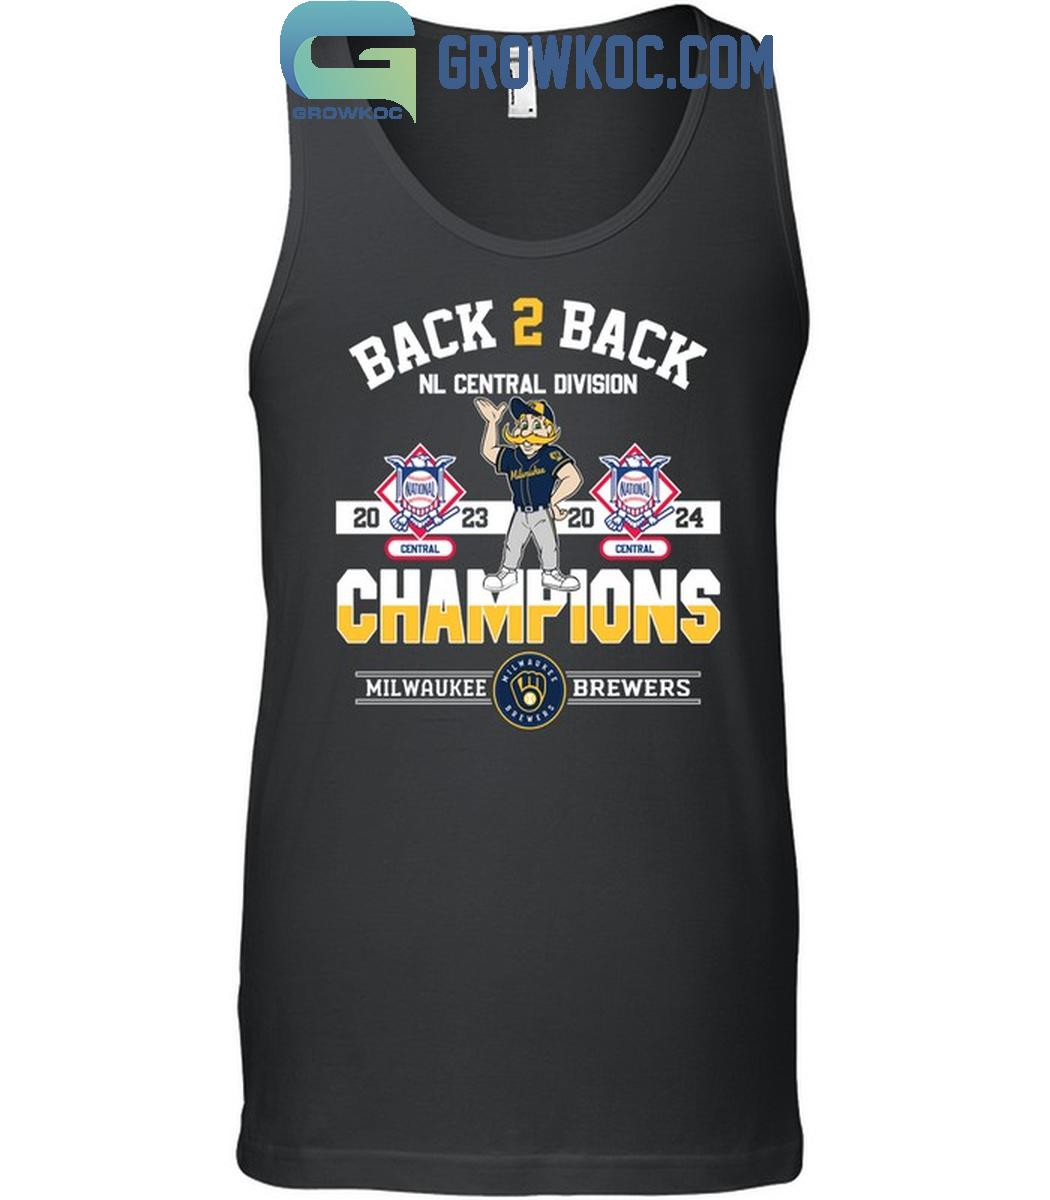 GROWKOC.COM
GROWKOC
BACK 2 BACK
NL CENTRAL DIVISION
Milwaukee
NATIONAL
NATIONAL
20 23 20 24
CENTRAL
CENTRAL
CHAMPIONS
MILWAUKEE
MILWAUKEE
BREWERS
BREWERS